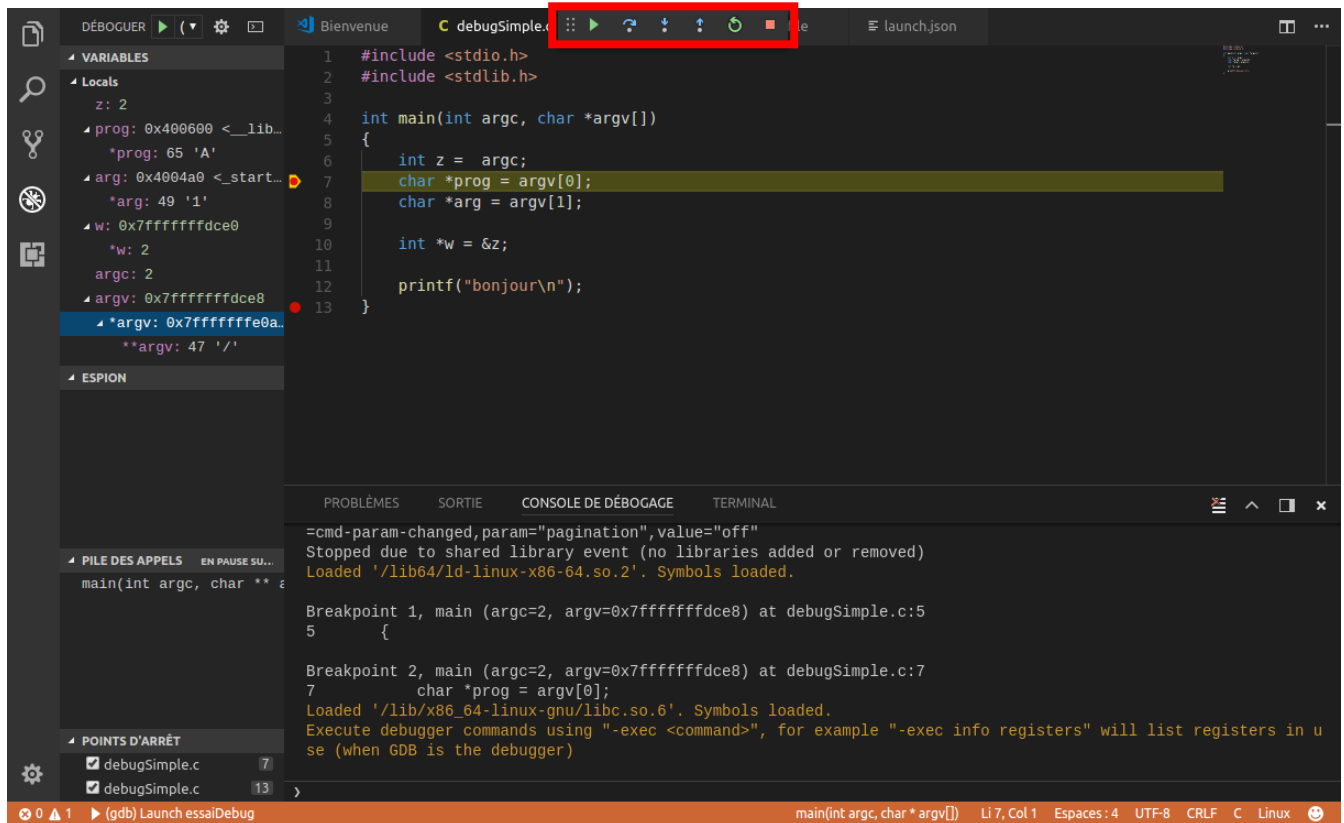 DÉBOGUER
Bienvenue
debugSimple.c
launch.json
VARIABLES
Locals
z: 2
prog: 0x400600 <__lib…
*prog: 65 'A'
arg: 0x4004a0 <_start…
*arg: 49 '1'
w: 0x7fffffffdce0
*w: 2
argc: 2
argv: 0x7fffffffdce8
*argv: 0x7fffffffe0a…
**argv: 47 '/'
ESPION
PILE DES APPELS EN PAUSE SU…
main(int argc, char ** a
POINTS D'ARRÊT
debugSimple.c 7
debugSimple.c 13
1 #include <stdio.h>
2 #include <stdlib.h>
3
4 int main(int argc, char *argv[])
5 {
6 int z =  argc;
7 char *prog = argv[0];
8 char *arg = argv[1];
9
10 int *w = &z;
11
12 printf("bonjour\n");
13 }
PROBLÈMES SORTIE CONSOLE DE DÉBOGAGE TERMINAL
=cmd-param-changed,param="pagination",value="off"
Stopped due to shared library event (no libraries added or removed)
Loaded '/lib64/ld-linux-x86-64.so.2'. Symbols loaded.
Breakpoint 1, main (argc=2, argv=0x7fffffffdce8) at debugSimple.c:5
5 {
Breakpoint 2, main (argc=2, argv=0x7fffffffdce8) at debugSimple.c:7
7 char *prog = argv[0];
Loaded '/lib/x86_64-linux-gnu/libc.so.6'. Symbols loaded.
Execute debugger commands using "-exec <command>", for example "-exec info registers" will list registers in u
se (when GDB is the debugger)
0 1 (gdb) Launch essaiDebug
main(int argc, char * argv[]) Li 7, Col 1 Espaces : 4 UTF-8 CRLF C Linux